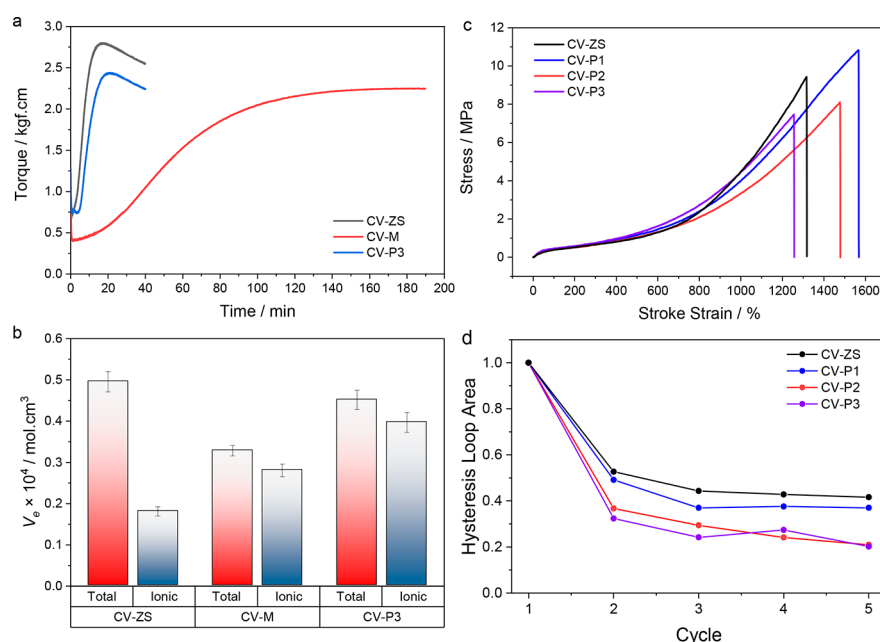 a
Torque / kgf.cm
3.0
2.5
2.0
1.5
1.0
0.5
0.0
CV-ZS
CV-M
CV-P3
0 20 40 60 80 100 120 140 160 180 200
Time / min
b
Ve × 10⁴ / mol.cm³
0.6
0.5
0.4
0.3
0.2
0.1
0.0
Total Ionic Total Ionic Total Ionic
CV-ZS CV-M CV-P3
c
Stress / MPa
12
10
8
6
4
2
0
CV-ZS
CV-P1
CV-P2
CV-P3
0 200 400 600 800 1000 1200 1400 1600
Stroke Strain / %
d
Hysteresis Loop Area
1.0
0.8
0.6
0.4
0.2
0.0
CV-ZS
CV-P1
CV-P2
CV-P3
1 2 3 4 5
Cycle